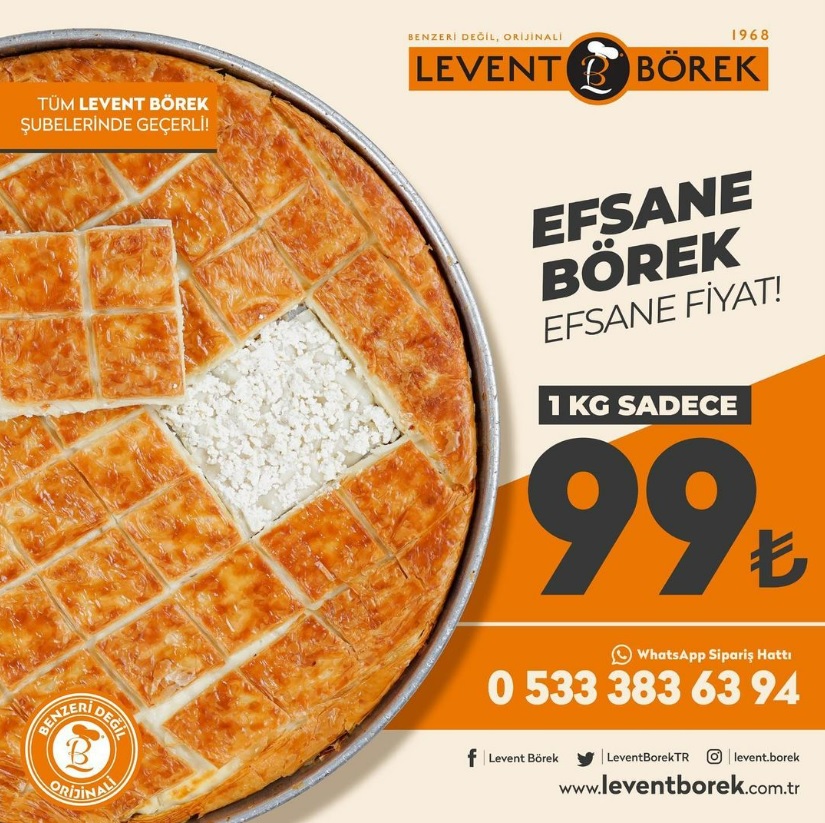 BENZERİ DEĞİL, ORİJİNALİ 1968
LEVENT BÖREK
TÜM LEVENT BÖREK
ŞUBELERİNDE GEÇERLİ!
EFSANE
BÖREK
EFSANE FİYAT!
1 KG SADECE
99₺
WhatsApp Sipariş Hattı
0 533 383 63 94
Levent Börek LeventBorekTR levent.borek
www.leventborek.com.tr
BENZERİ DEĞİL
ORİJİNALİ